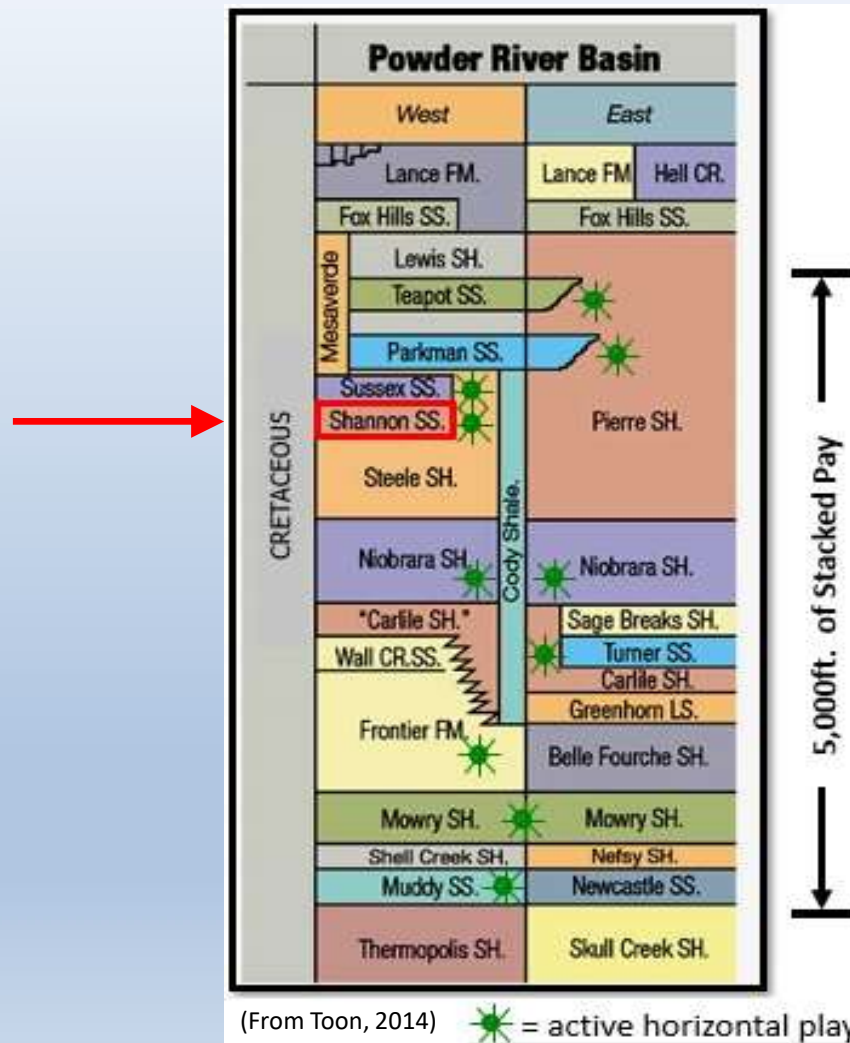 Powder River Basin
West
East
Lance FM.
Lance FM
Hell CR.
Fox Hills SS.
Fox Hills SS.
Mesaverde
Lewis SH.
Teapot SS.
Parkman SS.
Sussex SS.
Shannon SS.
Pierre SH.
Steele SH.
CRETACEOUS
Cody Shale.
Niobrara SH.
Niobrara SH.
"Carlile SH."
Sage Breaks SH.
Wall CR.SS.
Turner SS.
Carlile SH.
Greenhorn LS.
Frontier FM.
Belle Fourche SH.
Mowry SH.
Mowry SH.
Shell Creek SH.
Nefsy SH.
Muddy SS.
Newcastle SS.
Thermopolis SH.
Skull Creek SH.
5,000ft. of Stacked Pay
(From Toon, 2014)
= active horizontal play